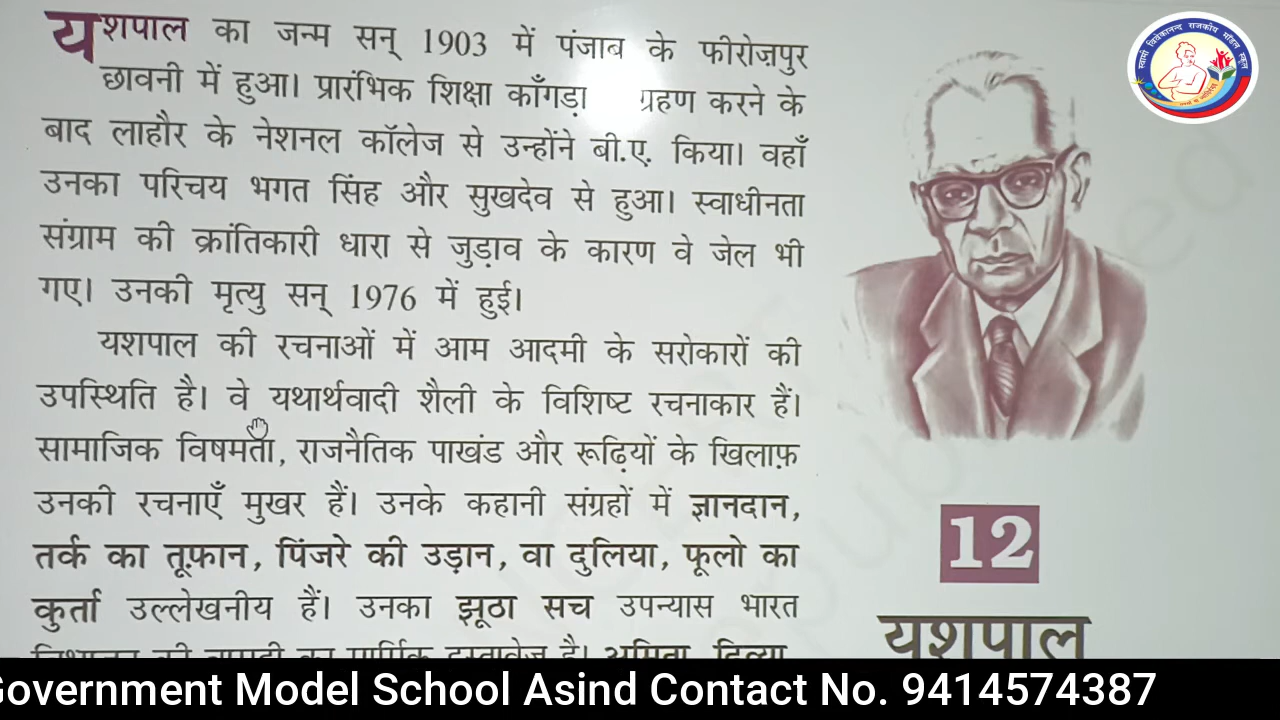 यशपाल का जन्म सन् 1903 में पंजाब के फीरोज़पुर
छावनी में हुआ। प्रारंभिक शिक्षा काँगड़ा ग्रहण करने के
बाद लाहौर के नेशनल कॉलेज से उन्होंने बी.ए. किया। वहाँ
उनका परिचय भगत सिंह और सुखदेव से हुआ। स्वाधीनता
संग्राम की क्रांतिकारी धारा से जुड़ाव के कारण वे जेल भी
गए। उनकी मृत्यु सन् 1976 में हुई।
यशपाल की रचनाओं में आम आदमी के सरोकारों की
उपस्थिति है। वे यथार्थवादी शैली के विशिष्ट रचनाकार हैं।
सामाजिक विषमता, राजनैतिक पाखंड और रूढ़ियों के खिलाफ़
उनकी रचनाएँ मुखर हैं। उनके कहानी संग्रहों में ज्ञानदान,
तर्क का तूफ़ान, पिंजरे की उड़ान, वा दुलिया, फूलो का
कुर्ता उल्लेखनीय हैं। उनका झूठा सच उपन्यास भारत
12
यशपाल
स्वामी विवेकानन्द राजकीय मॉडल स्कूल
Government Model School Asind Contact No. 9414574387